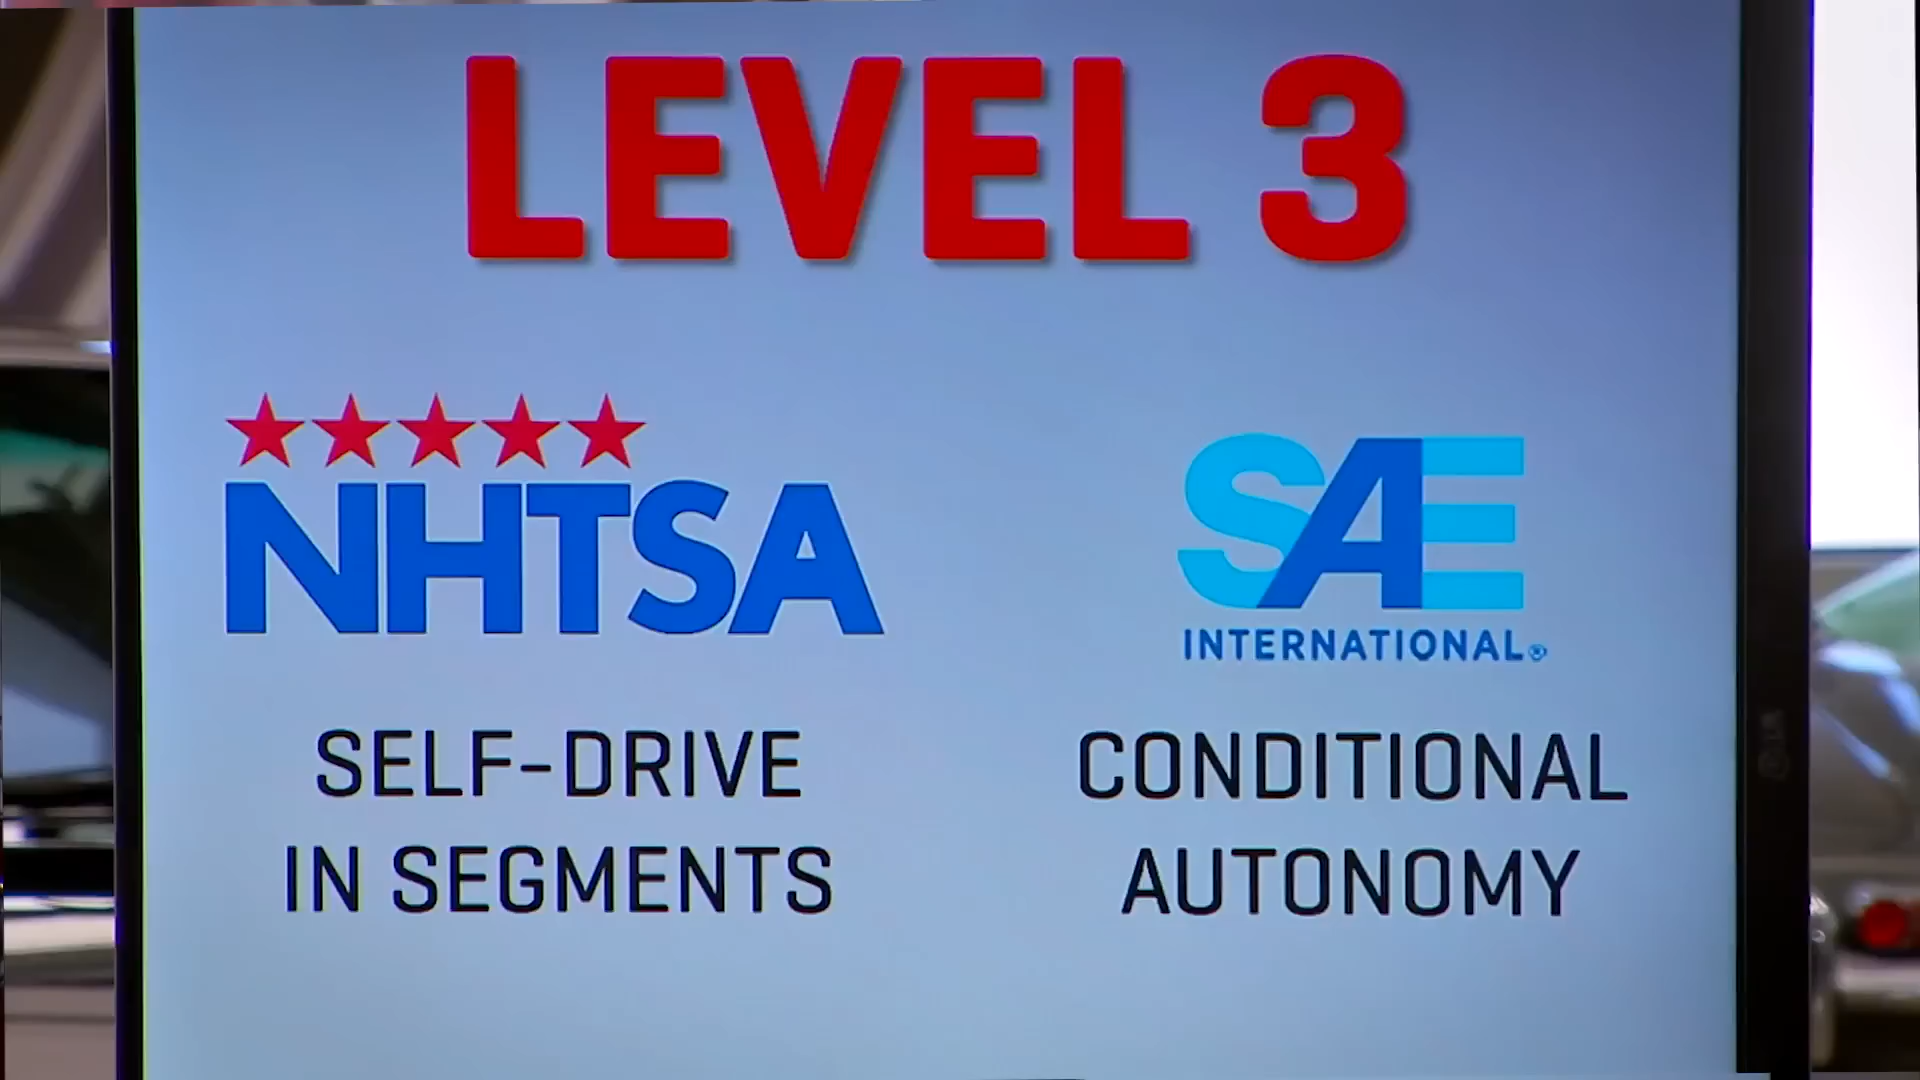 LEVEL 3
NHTSA
SELF-DRIVE
IN SEGMENTS
SAE
INTERNATIONAL®
CONDITIONAL
AUTONOMY